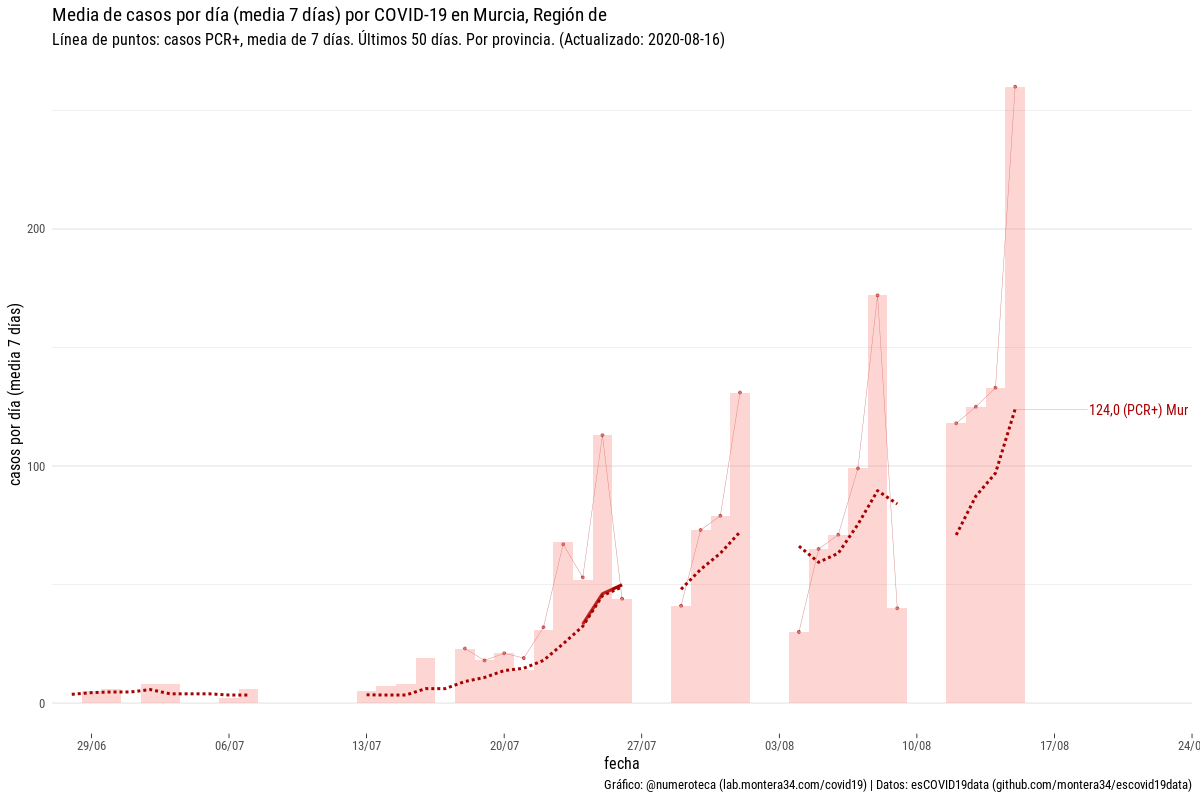 Media de casos por día (media 7 días) por COVID-19 en Murcia, Región de
Línea de puntos: casos PCR+, media de 7 días. Últimos 50 días. Por provincia. (Actualizado: 2020-08-16)
casos por día (media 7 días)
200
100
0
124,0 (PCR+) Mur
29/06
06/07
13/07
20/07
27/07
03/08
10/08
17/08
24/0
fecha
Gráfico: @numeroteca (lab.montera34.com/covid19) | Datos: esCOVID19data (github.com/montera34/escovid19data)